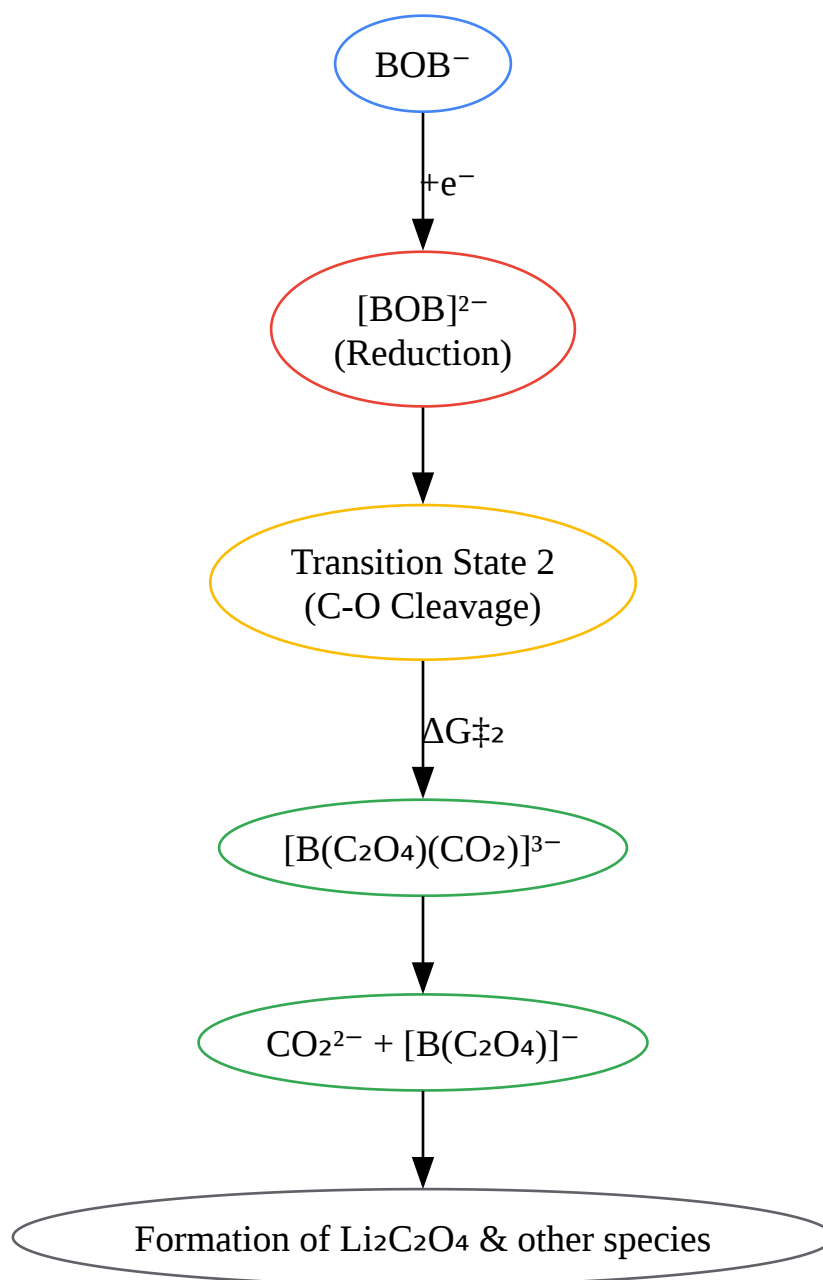 BOB⁻
+e⁻
[BOB]²⁻
(Reduction)
Transition State 2
(C-O Cleavage)
ΔG‡₂
[B(C₂O₄)(CO₂)]³⁻
CO₂²⁻ + [B(C₂O₄)]⁻
Formation of Li₂C₂O₄ & other species